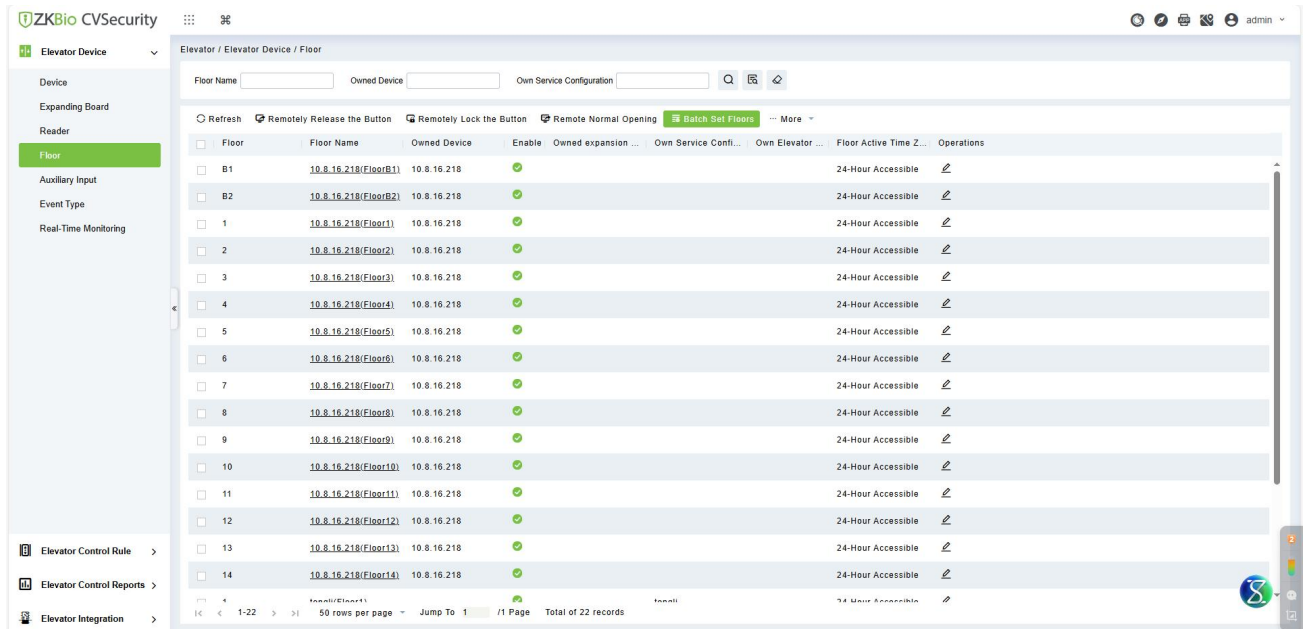 ZKBio CVSecurity
admin
Elevator Device
Elevator / Elevator Device / Floor
Device
Expanding Board
Reader
Floor
Auxiliary Input
Event Type
Real-Time Monitoring
Floor Name Owned Device Own Service Configuration
Refresh Remotely Release the Button Remotely Lock the Button Remote Normal Opening Batch Set Floors ··· More
Floor Floor Name Owned Device Enable Owned expansion ... Own Service Confi... Own Elevator ... Floor Active Time Z... Operations
B1 10.8.16.218(FloorB1) 10.8.16.218 24-Hour Accessible
B2 10.8.16.218(FloorB2) 10.8.16.218 24-Hour Accessible
1 10.8.16.218(Floor1) 10.8.16.218 24-Hour Accessible
2 10.8.16.218(Floor2) 10.8.16.218 24-Hour Accessible
3 10.8.16.218(Floor3) 10.8.16.218 24-Hour Accessible
4 10.8.16.218(Floor4) 10.8.16.218 24-Hour Accessible
5 10.8.16.218(Floor5) 10.8.16.218 24-Hour Accessible
6 10.8.16.218(Floor6) 10.8.16.218 24-Hour Accessible
7 10.8.16.218(Floor7) 10.8.16.218 24-Hour Accessible
8 10.8.16.218(Floor8) 10.8.16.218 24-Hour Accessible
9 10.8.16.218(Floor9) 10.8.16.218 24-Hour Accessible
10 10.8.16.218(Floor10) 10.8.16.218 24-Hour Accessible
11 10.8.16.218(Floor11) 10.8.16.218 24-Hour Accessible
12 10.8.16.218(Floor12) 10.8.16.218 24-Hour Accessible
13 10.8.16.218(Floor13) 10.8.16.218 24-Hour Accessible
14 10.8.16.218(Floor14) 10.8.16.218 24-Hour Accessible
Elevator Control Rule
Elevator Control Reports
Elevator Integration
1-22 50 rows per page Jump To 1 /1 Page Total of 22 records
2